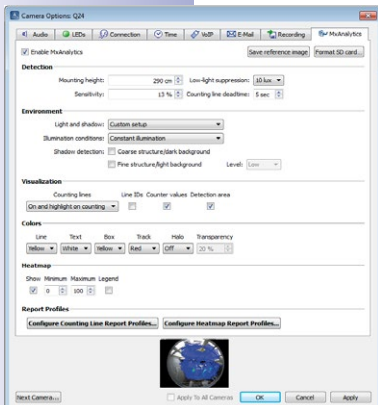 Camera Options: Q24
Audio LEDs Connection Time VoIP E-Mail Recording MxAnalytics
Enable MxAnalytics Save reference image Format SD card...
Detection
Mounting height: 290 cm Low-light suppression: 10 lux
Sensitivity: 13 % Counting line deadtime: 5 sec
Environment
Light and shadow: Custom setup
Illumination conditions: Constant illumination
Shadow detection: Coarse structure/dark background
Fine structure/light background Level: Low
Visualization
Counting lines Line IDs Counter values Detection area
On and highlight on counting
Colors
Line Text Box Track Halo Transparency
Yellow White Yellow Red Off 20 %
Heatmap
Show Minimum Maximum Legend
0 100
Report Profiles
Configure Counting Line Report Profiles... Configure Heatmap Report Profiles...
Next Camera... Apply To All Cameras OK Cancel Apply